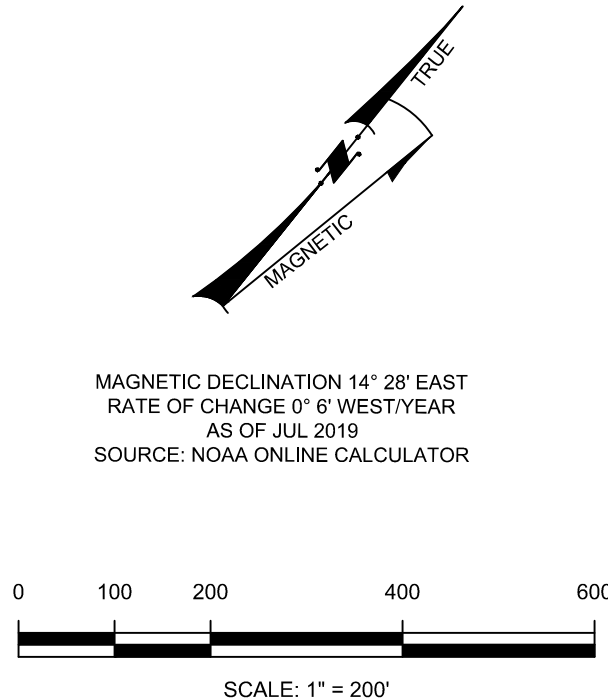 TRUE
MAGNETIC
MAGNETIC DECLINATION 14° 28' EAST
RATE OF CHANGE 0° 6' WEST/YEAR
AS OF JUL 2019
SOURCE: NOAA ONLINE CALCULATOR
0 100 200 400 600
SCALE: 1" = 200'